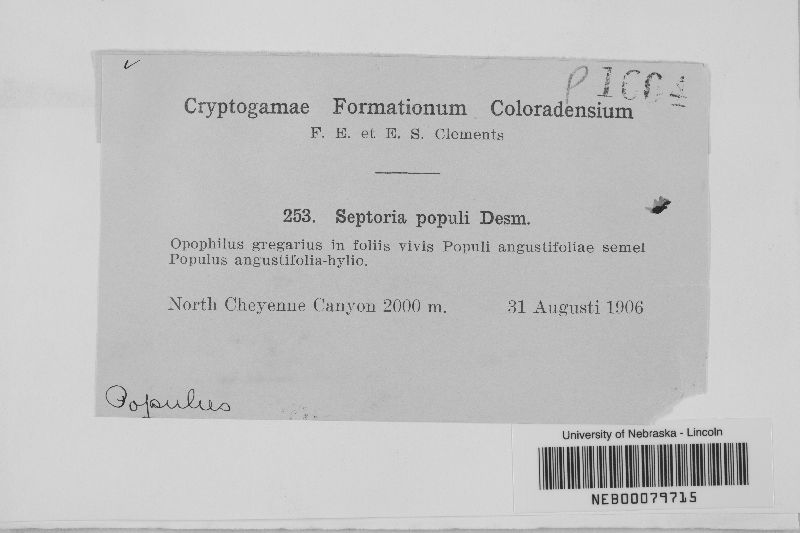 Cryptogamae Formationum Coloradensium
F. E. et E. S. Clements
253. Septoria populi Desm.
Opophilus gregarius in foliis vivis Populi angustifoliae semel
Populus angustifolia-hylio.
North Cheyenne Canyon 2000 m. 31 Augusti 1906
Populus
University of Nebraska - Lincoln
NEB00079715